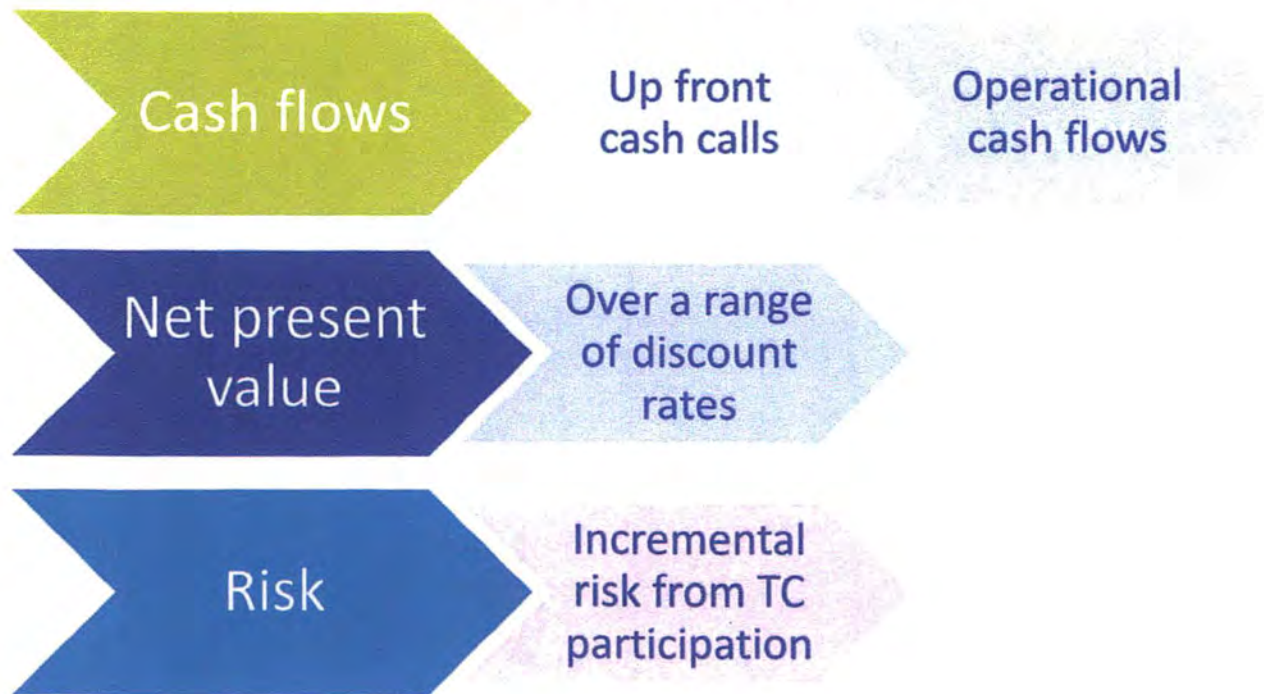 Cash flows
Up front
cash calls
Operational
cash flows
Net present
value
Over a range
of discount
rates
Risk
Incremental
risk from TC
participation